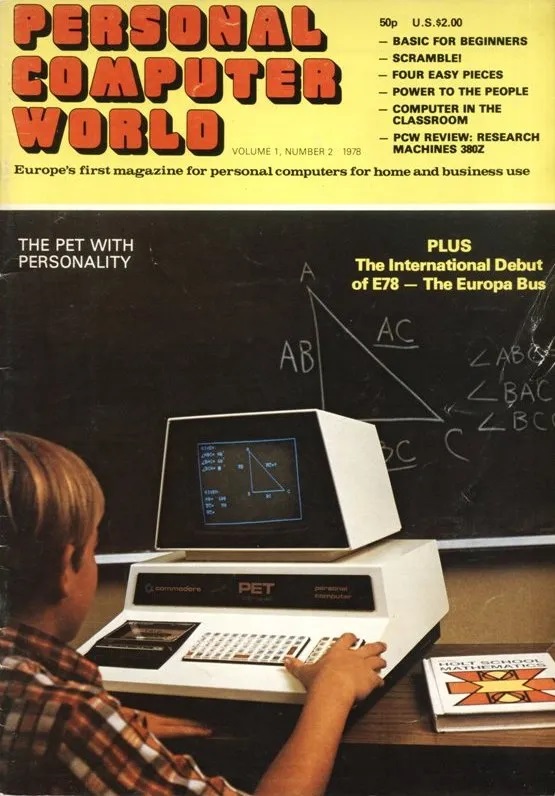 PERSONAL
COMPUTER
WORLD
VOLUME 1, NUMBER 2 1978
50p U.S.$2.00
— BASIC FOR BEGINNERS
— SCRAMBLE!
— FOUR EASY PIECES
— POWER TO THE PEOPLE
— COMPUTER IN THE
CLASSROOM
— PCW REVIEW: RESEARCH
MACHINES 380Z
Europe's first magazine for personal computers for home and business use
THE PET WITH
PERSONALITY
PLUS
The International Debut
of E78 — The Europa Bus
A
AC
AB
∠ABC
∠BAC
∠BC
C
commodore PET personal
computer
HOLT SCHOOL
MATHEMATICS